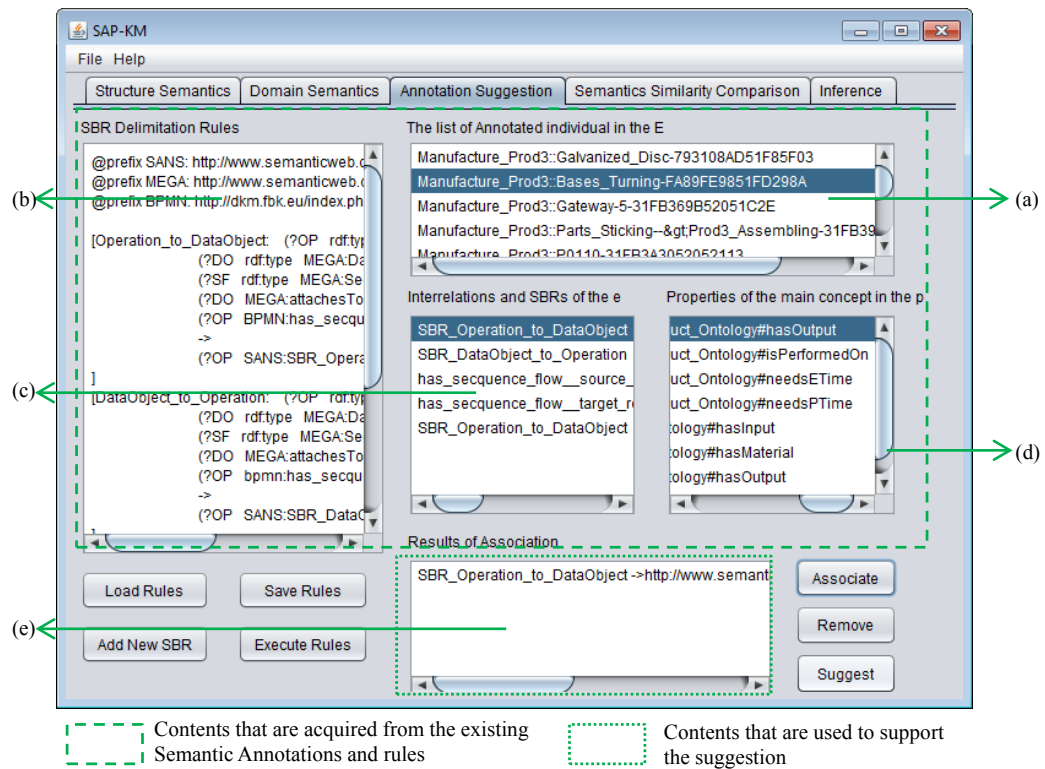 SAP-KM
File Help
Structure Semantics
Domain Semantics
Annotation Suggestion
Semantics Similarity Comparison
Inference
SBR Delimitation Rules
@prefix SANS: http://www.semanticweb.c
@prefix MEGA: http://www.semanticweb.c
@prefix BPMN: http://dkm.fbk.eu/index.ph
[Operation_to_DataObject: (?OP rdf:typ
(?DO rdf:type MEGA:Da
(?SF rdf:type MEGA:Se
(?DO MEGA:attachesTo
(?OP BPMN:has_secqu
->
(?OP SANS:SBR_Opera
]
[DataObject_to_Operation: (?OP rdf:typ
(?DO rdf:type MEGA:Da
(?SF rdf:type MEGA:Se
(?DO MEGA:attachesTo
(?OP bpmn:has_secqu
->
(?OP SANS:SBR_DataO
]
The list of Annotated individual in the E
Manufacture_Prod3::Galvanized_Disc-793108AD51F85F03
Manufacture_Prod3::Bases_Turning-FA89FE9851FD298A
Manufacture_Prod3::Gateway-5-31FB369B52051C2E
Manufacture_Prod3::Parts_Sticking--&gt;Prod3_Assembling-31FB39
Manufacture_Prod3::P0110-31FB3A3052052113
Interrelations and SBRs of the e
SBR_Operation_to_DataObject
SBR_DataObject_to_Operation
has_secquence_flow__source_
has_secquence_flow__target_r
SBR_Operation_to_DataObject
Properties of the main concept in the p
uct_Ontology#hasOutput
uct_Ontology#isPerformedOn
uct_Ontology#needsETime
uct_Ontology#needsPTime
tology#hasInput
tology#hasMaterial
tology#hasOutput
Results of Association
SBR_Operation_to_DataObject ->http://www.semant
Load Rules
Save Rules
Add New SBR
Execute Rules
Associate
Remove
Suggest
(a)
(b)
(c)
(d)
(e)
Contents that are acquired from the existing
Semantic Annotations and rules
Contents that are used to support
the suggestion